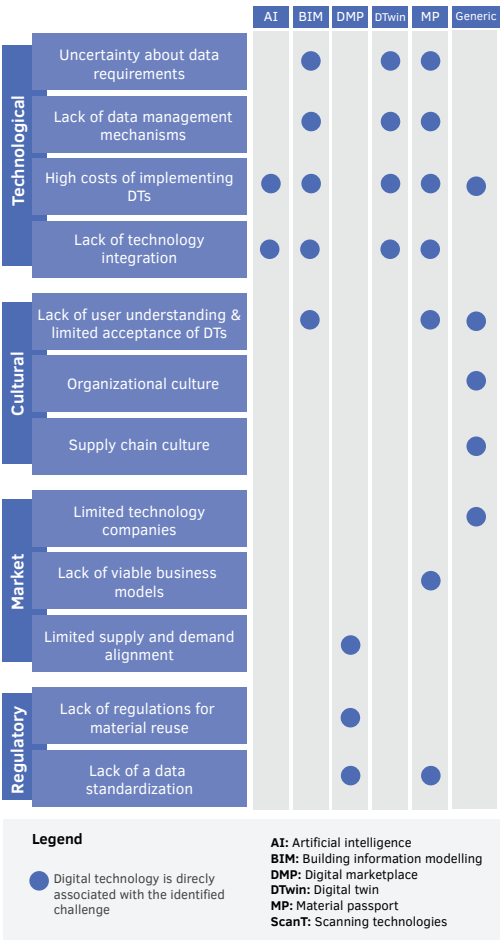 AI BIM DMP DTwin MP Generic
Technological
Uncertainty about data
requirements
Lack of data management
mechanisms
High costs of implementing
DTs
Lack of technology
integration
Cultural
Lack of user understanding &
limited acceptance of DTs
Organizational culture
Supply chain culture
Market
Limited technology
companies
Lack of viable business
models
Limited supply and demand
alignment
Regulatory
Lack of regulations for
material reuse
Lack of a data
standardization
Legend
Digital technology is direcly
associated with the identified
challenge
AI: Artificial intelligence
BIM: Building information modelling
DMP: Digital marketplace
DTwin: Digital twin
MP: Material passport
ScanT: Scanning technologies